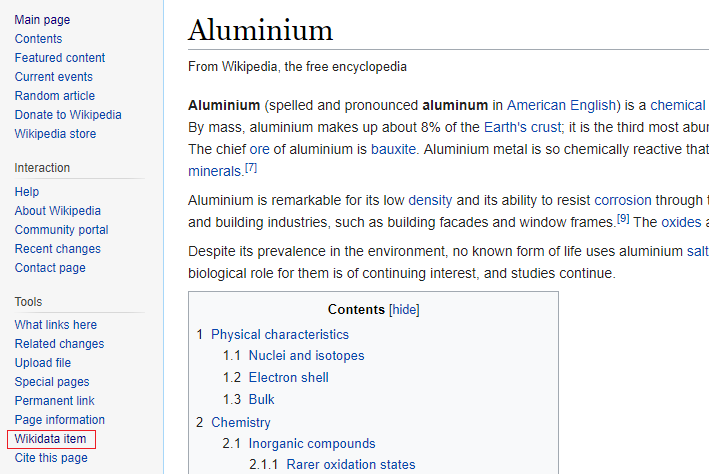 Main page
Contents
Featured content
Current events
Random article
Donate to Wikipedia
Wikipedia store
Interaction
Help
About Wikipedia
Community portal
Recent changes
Contact page
Tools
What links here
Related changes
Upload file
Special pages
Permanent link
Page information
Wikidata item
Cite this page
Aluminium
From Wikipedia, the free encyclopedia
Aluminium (spelled and pronounced aluminum in American English) is a chemical
By mass, aluminium makes up about 8% of the Earth's crust; it is the third most abun
The chief ore of aluminium is bauxite. Aluminium metal is so chemically reactive that
minerals.[7]
Aluminium is remarkable for its low density and its ability to resist corrosion through
and building industries, such as building facades and window frames.[9] The oxides
Despite its prevalence in the environment, no known form of life uses aluminium salt
biological role for them is of continuing interest, and studies continue.
Contents [hide]
1 Physical characteristics
1.1 Nuclei and isotopes
1.2 Electron shell
1.3 Bulk
2 Chemistry
2.1 Inorganic compounds
2.1.1 Rarer oxidation states